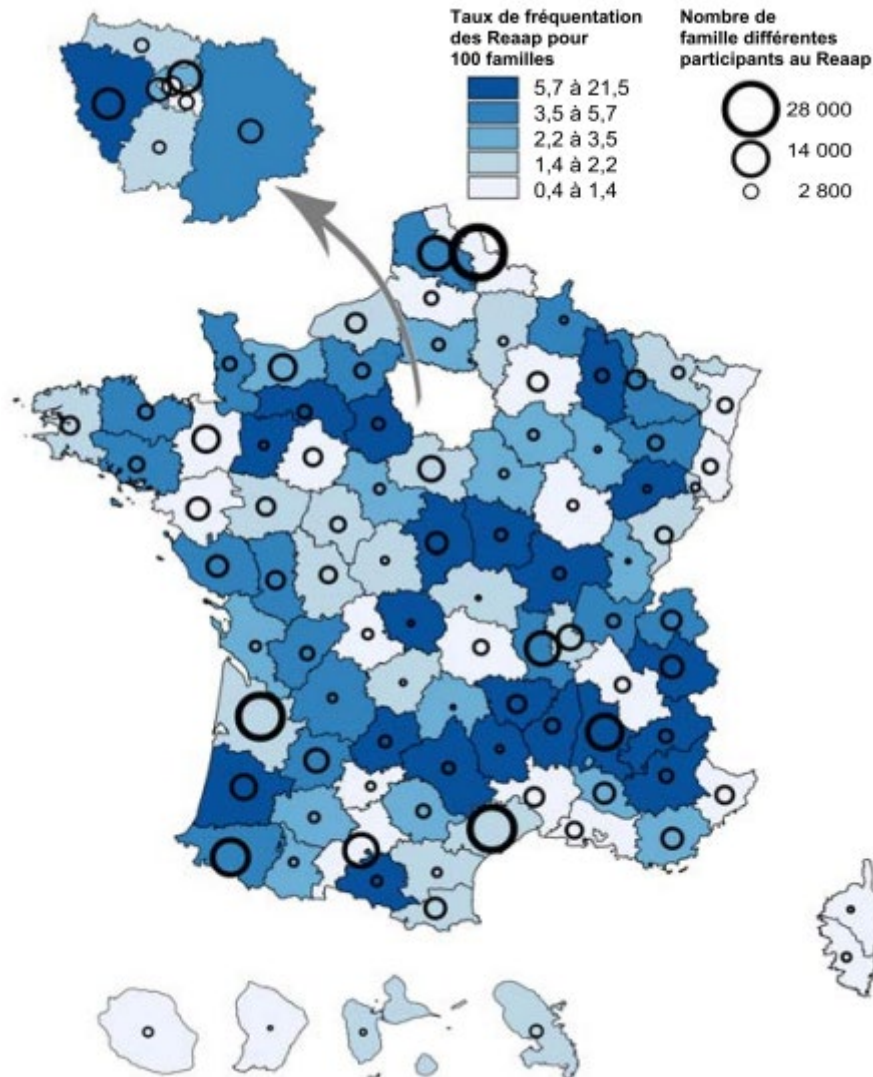 Taux de fréquentation
des Reaap pour
100 familles
5,7 à 21,5
3,5 à 5,7
2,2 à 3,5
1,4 à 2,2
0,4 à 1,4
Nombre de
famille différentes
participants au Reaap
28 000
14 000
2 800